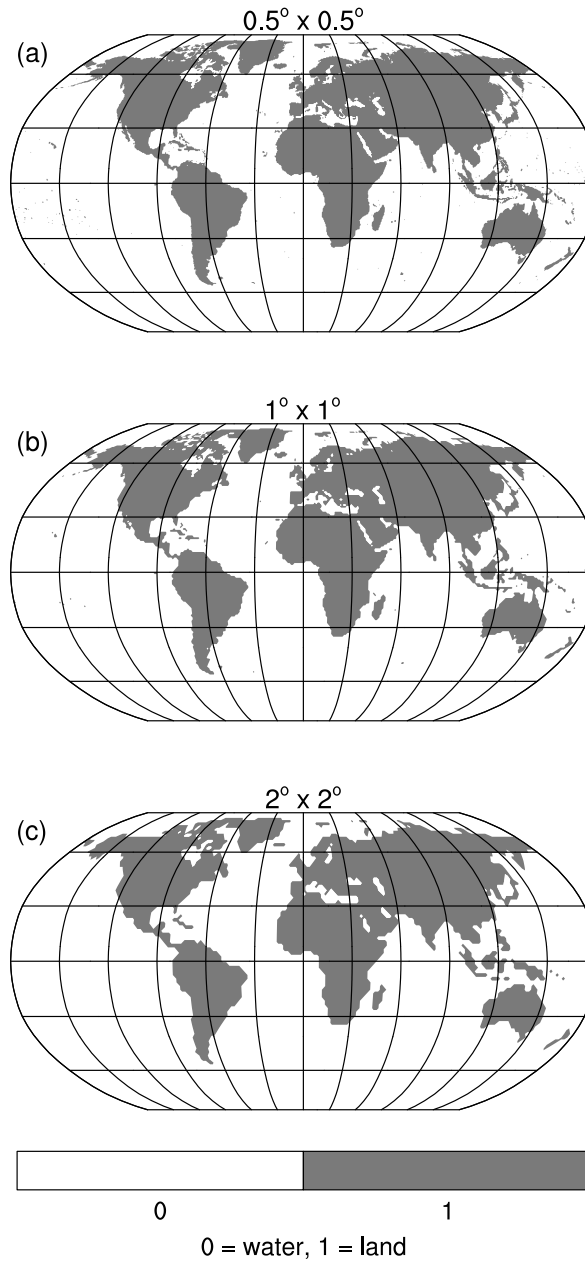 0.5° x 0.5°
(a)
1° x 1°
(b)
2° x 2°
(c)
0 1
0 = water, 1 = land